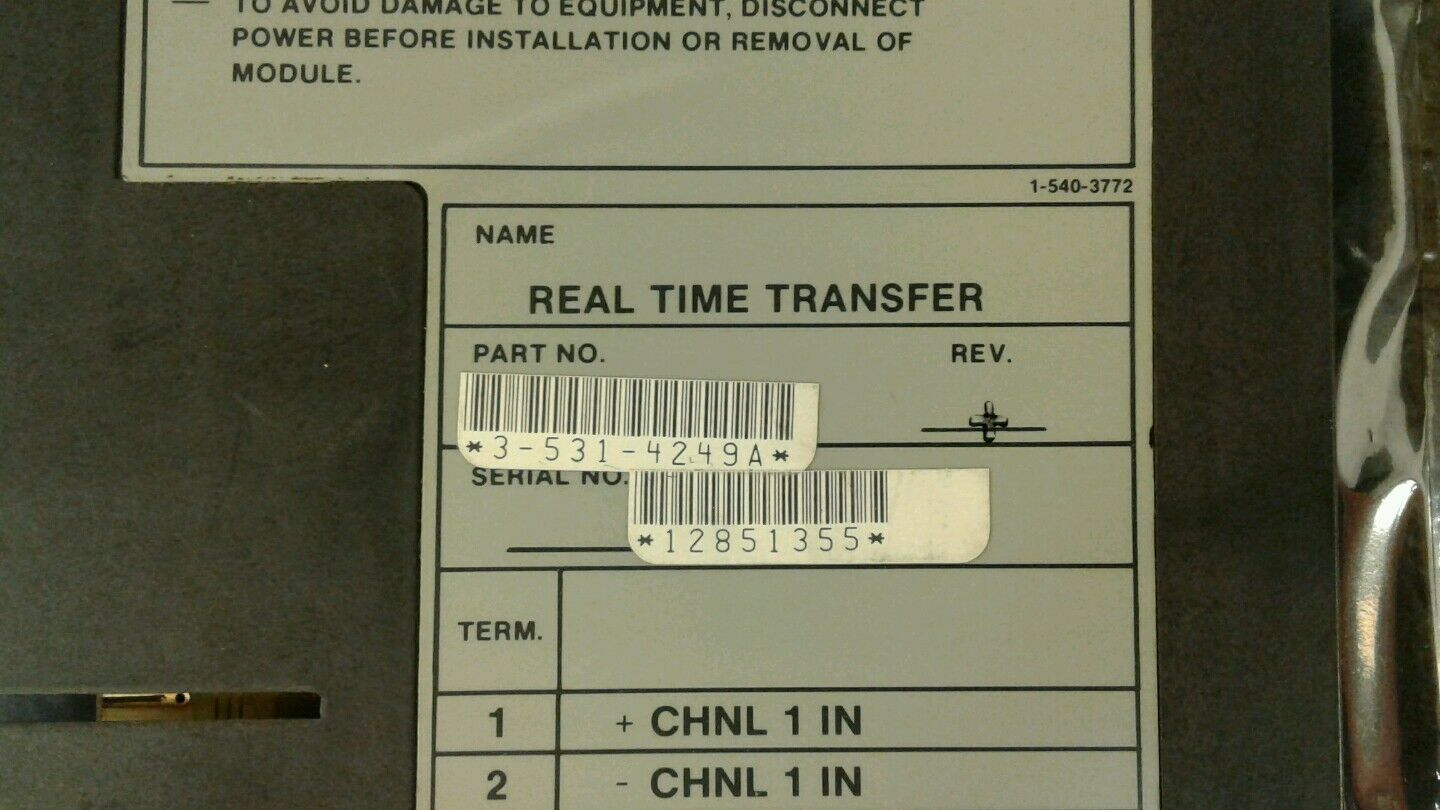 TO AVOID DAMAGE TO EQUIPMENT, DISCONNECT
POWER BEFORE INSTALLATION OR REMOVAL OF
MODULE.
1-540-3772
NAME
REAL TIME TRANSFER
PART NO. REV.
*3-531-4249A*
SERIAL NO.
*12851355*
TERM.
1 + CHNL 1 IN
2 - CHNL 1 IN